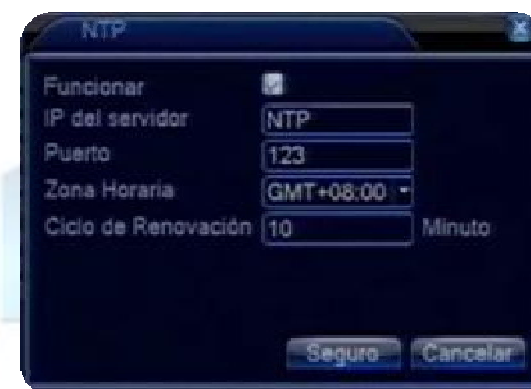 NTP
Funcionar
IP del servidor NTP
Puerto 123
Zona Horaria GMT+08:00
Ciclo de Renovación 10 Minuto
Seguro Cancelar